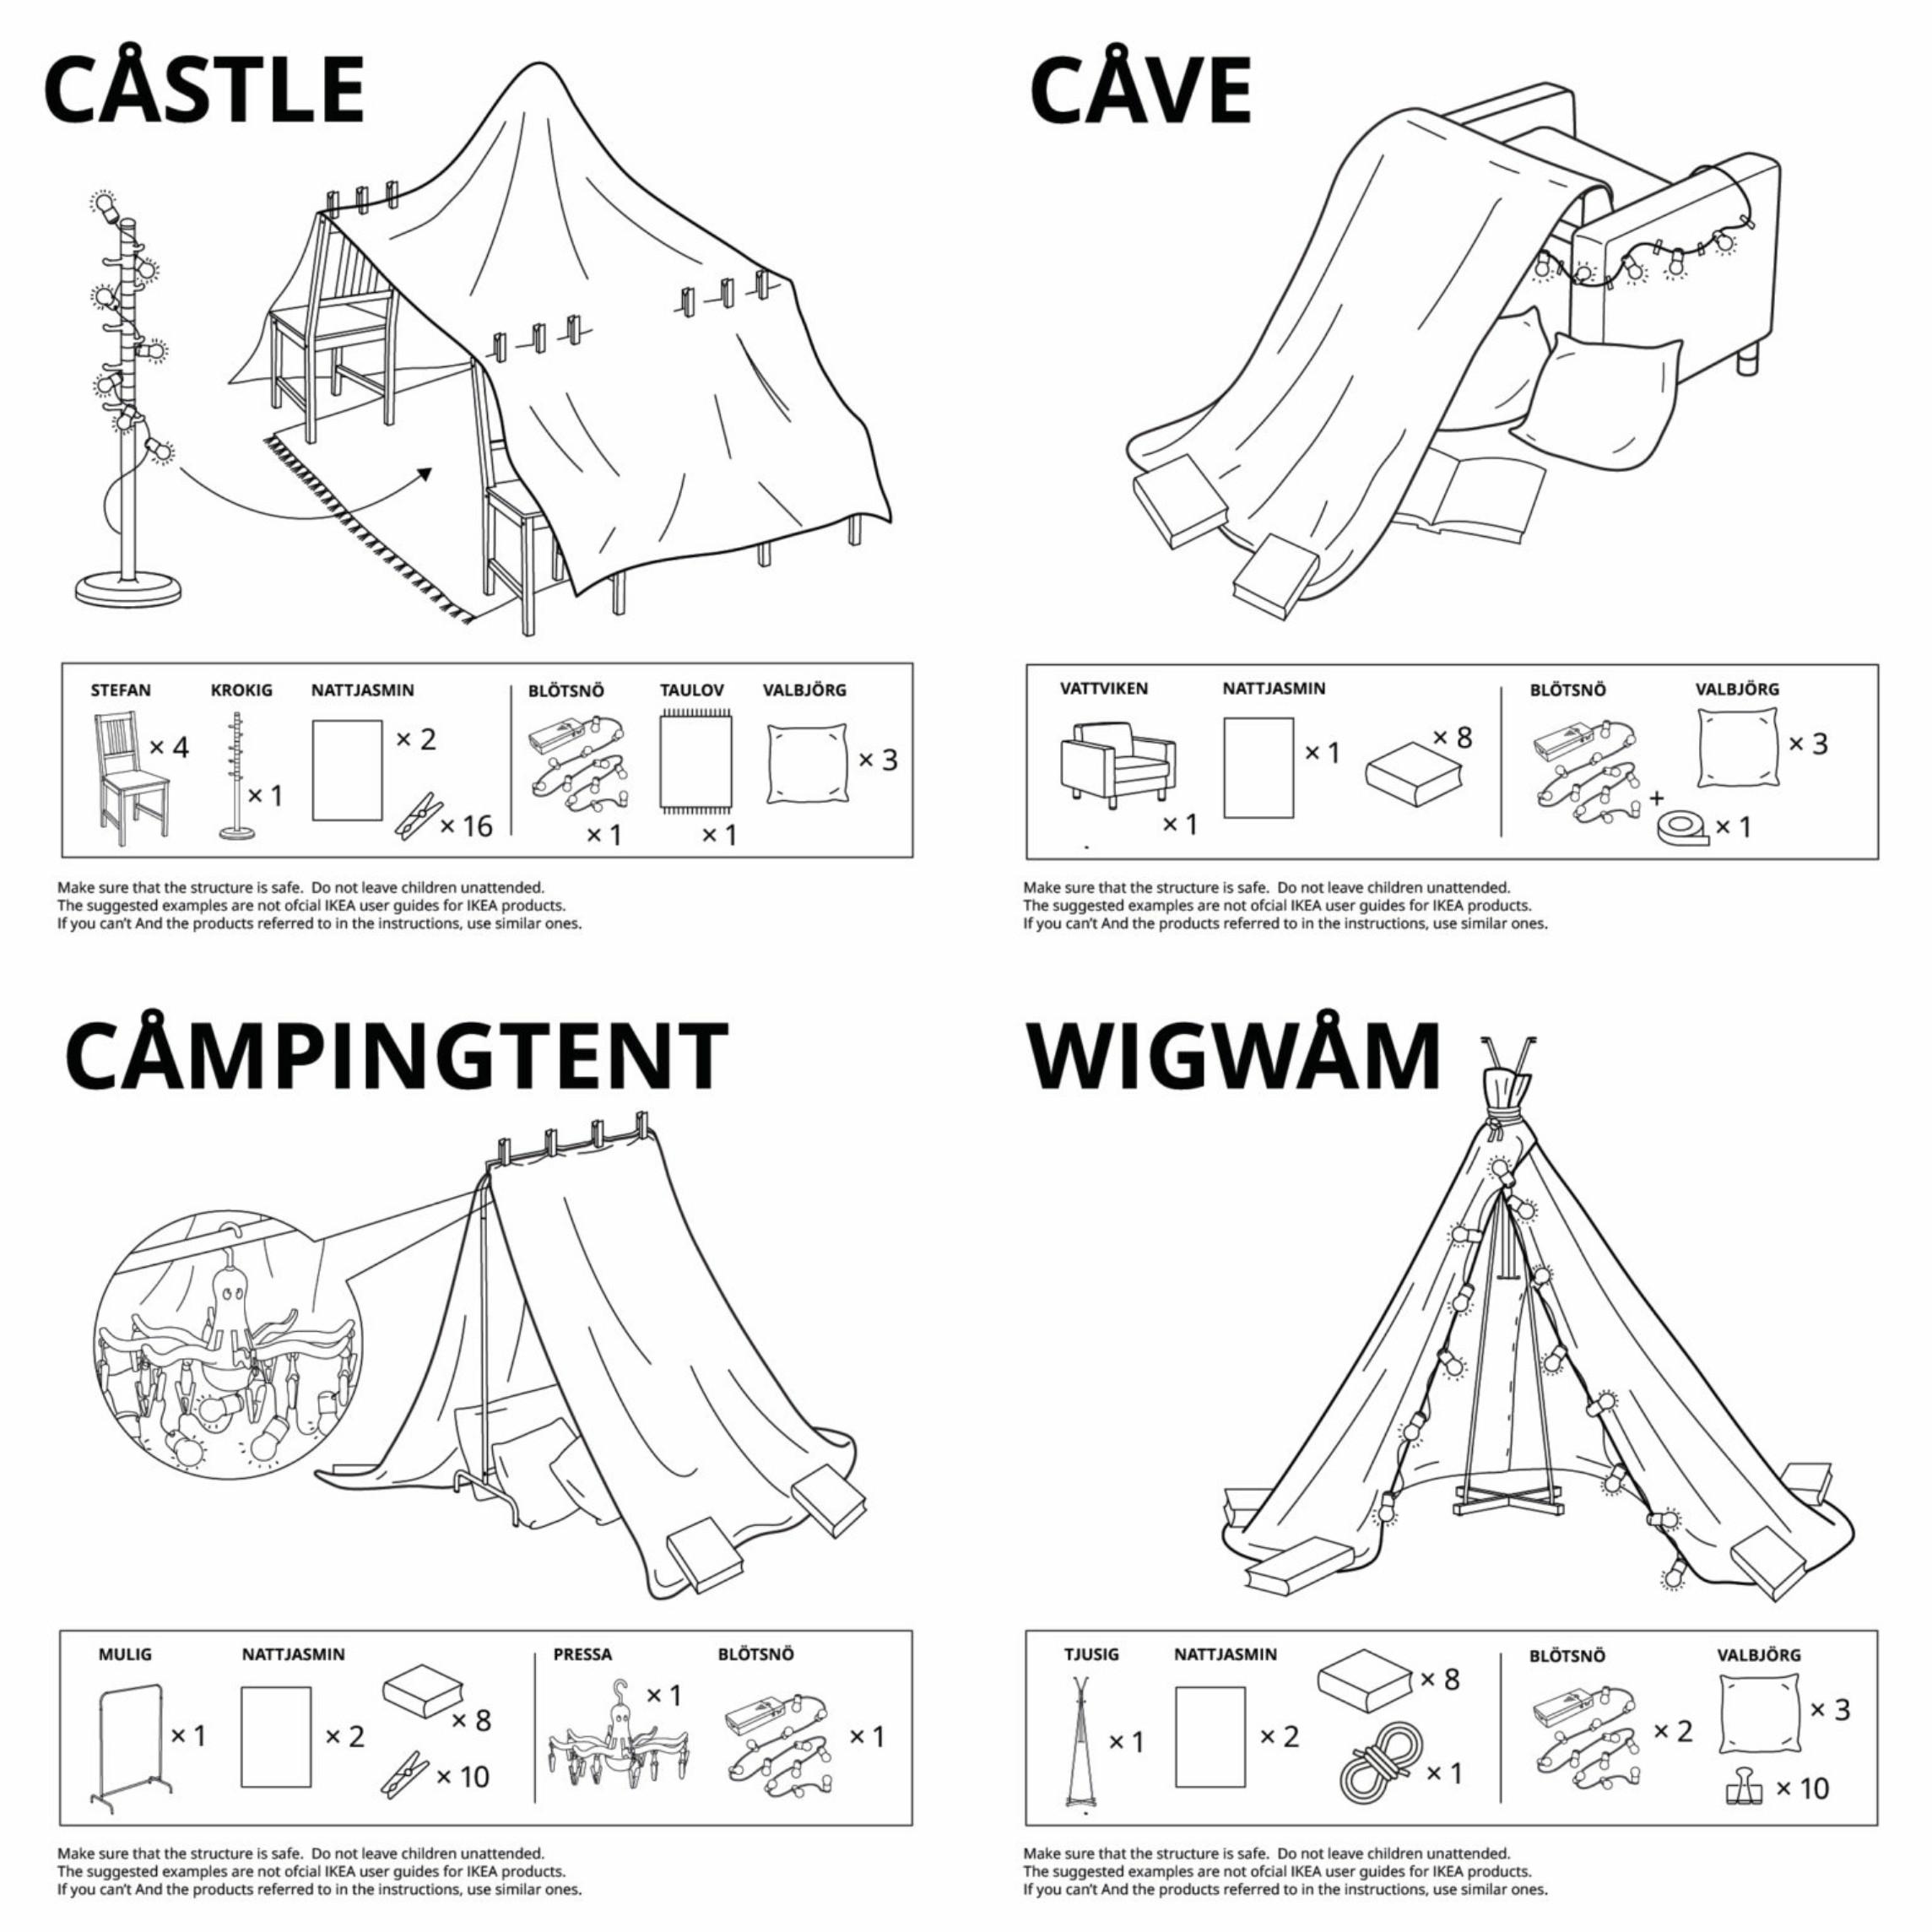 CÅSTLE
STEFAN KROKIG NATTJASMIN BLÖTSNÖ TAULOV VALBJÖRG
× 4 × 1 × 2 × 16 × 1 × 1 × 3
Make sure that the structure is safe. Do not leave children unattended.
The suggested examples are not ofcial IKEA user guides for IKEA products.
If you can't And the products referred to in the instructions, use similar ones.
CÅVE
VATTVIKEN NATTJASMIN BLÖTSNÖ VALBJÖRG
× 1 × 1 × 8 + × 1 × 3
Make sure that the structure is safe. Do not leave children unattended.
The suggested examples are not ofcial IKEA user guides for IKEA products.
If you can't And the products referred to in the instructions, use similar ones.
CÅMPINGTENT
MULIG NATTJASMIN PRESSA BLÖTSNÖ
× 1 × 2 × 8 × 10 × 1 × 1
Make sure that the structure is safe. Do not leave children unattended.
The suggested examples are not ofcial IKEA user guides for IKEA products.
If you can't And the products referred to in the instructions, use similar ones.
WIGWÅM
TJUSIG NATTJASMIN BLÖTSNÖ VALBJÖRG
× 1 × 2 × 8 × 1 × 2 × 3 × 10
Make sure that the structure is safe. Do not leave children unattended.
The suggested examples are not ofcial IKEA user guides for IKEA products.
If you can't And the products referred to in the instructions, use similar ones.